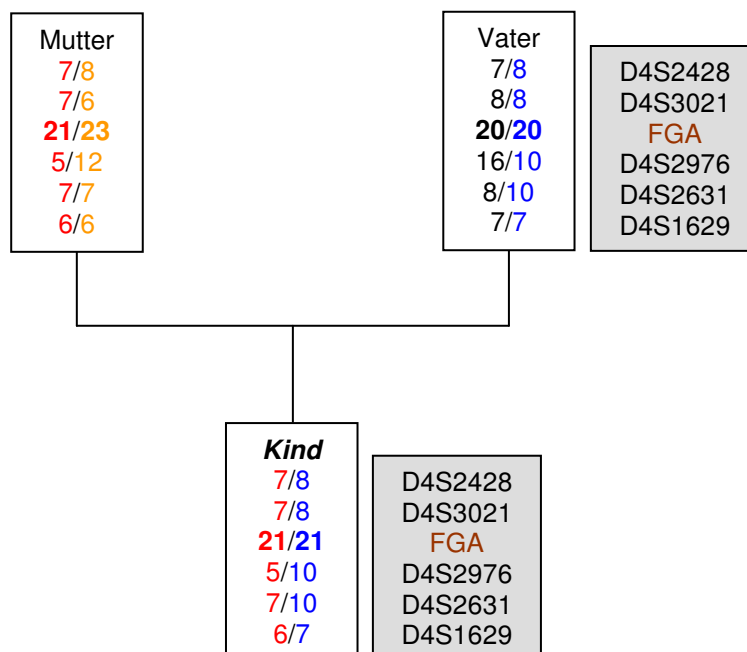 Mutter
7/8
7/6
21/23
5/12
7/7
6/6
Vater
7/8
8/8
20/20
16/10
8/10
7/7
D4S2428
D4S3021
FGA
D4S2976
D4S2631
D4S1629
Kind
7/8
7/8
21/21
5/10
7/10
6/7
D4S2428
D4S3021
FGA
D4S2976
D4S2631
D4S1629